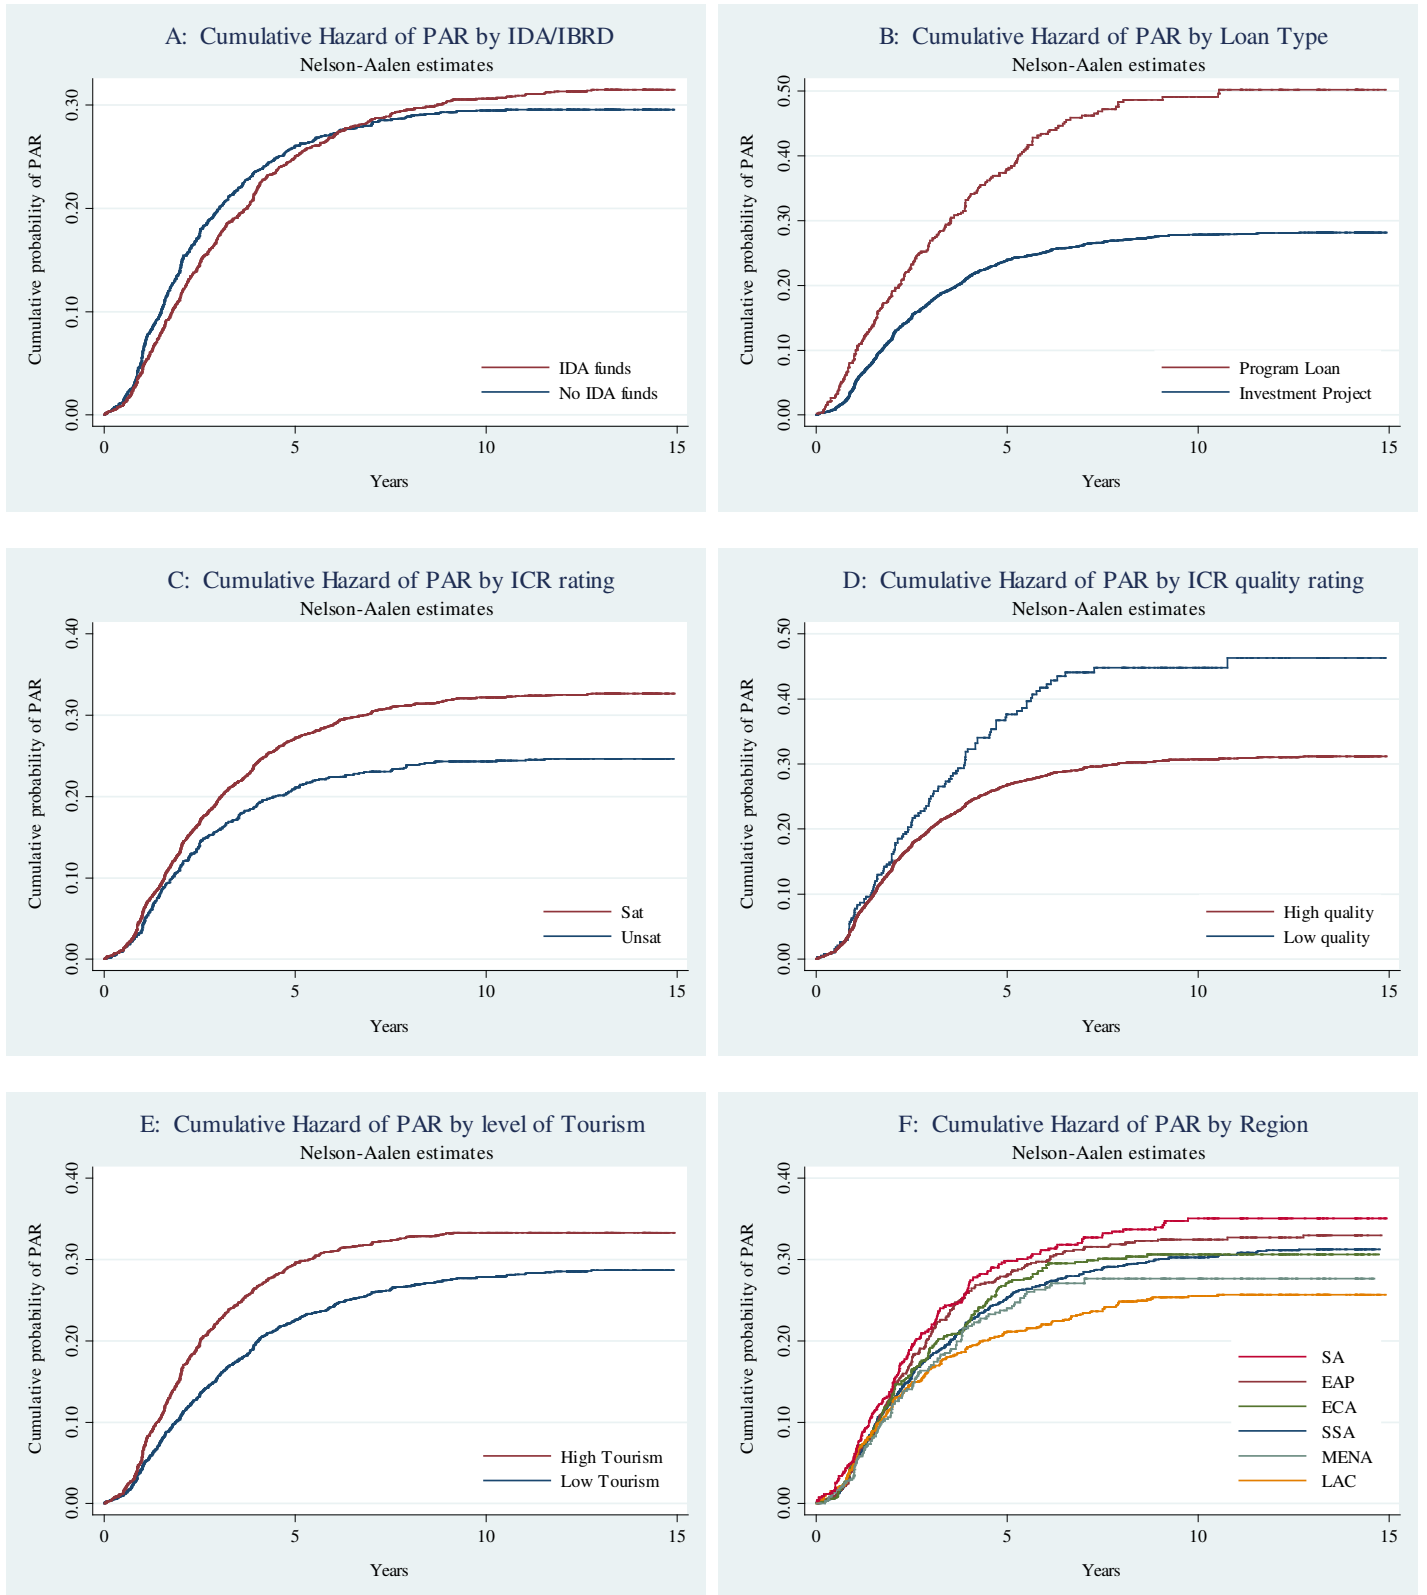 A: Cumulative Hazard of PAR by IDA/IBRD
Nelson-Aalen estimates
Cumulative probability of PAR
0.30
0.20
0.10
0.00
IDA funds
No IDA funds
0 5 10 15
Years
B: Cumulative Hazard of PAR by Loan Type
Nelson-Aalen estimates
Cumulative probability of PAR
0.50
0.40
0.30
0.20
0.10
0.00
Program Loan
Investment Project
0 5 10 15
Years
C: Cumulative Hazard of PAR by ICR rating
Nelson-Aalen estimates
Cumulative probability of PAR
0.40
0.30
0.20
0.10
0.00
Sat
Unsat
0 5 10 15
Years
D: Cumulative Hazard of PAR by ICR quality rating
Nelson-Aalen estimates
Cumulative probability of PAR
0.50
0.40
0.30
0.20
0.10
0.00
High quality
Low quality
0 5 10 15
Years
E: Cumulative Hazard of PAR by level of Tourism
Nelson-Aalen estimates
Cumulative probability of PAR
0.40
0.30
0.20
0.10
0.00
High Tourism
Low Tourism
0 5 10 15
Years
F: Cumulative Hazard of PAR by Region
Nelson-Aalen estimates
Cumulative probability of PAR
0.40
0.30
0.20
0.10
0.00
SA
EAP
ECA
SSA
MENA
LAC
0 5 10 15
Years